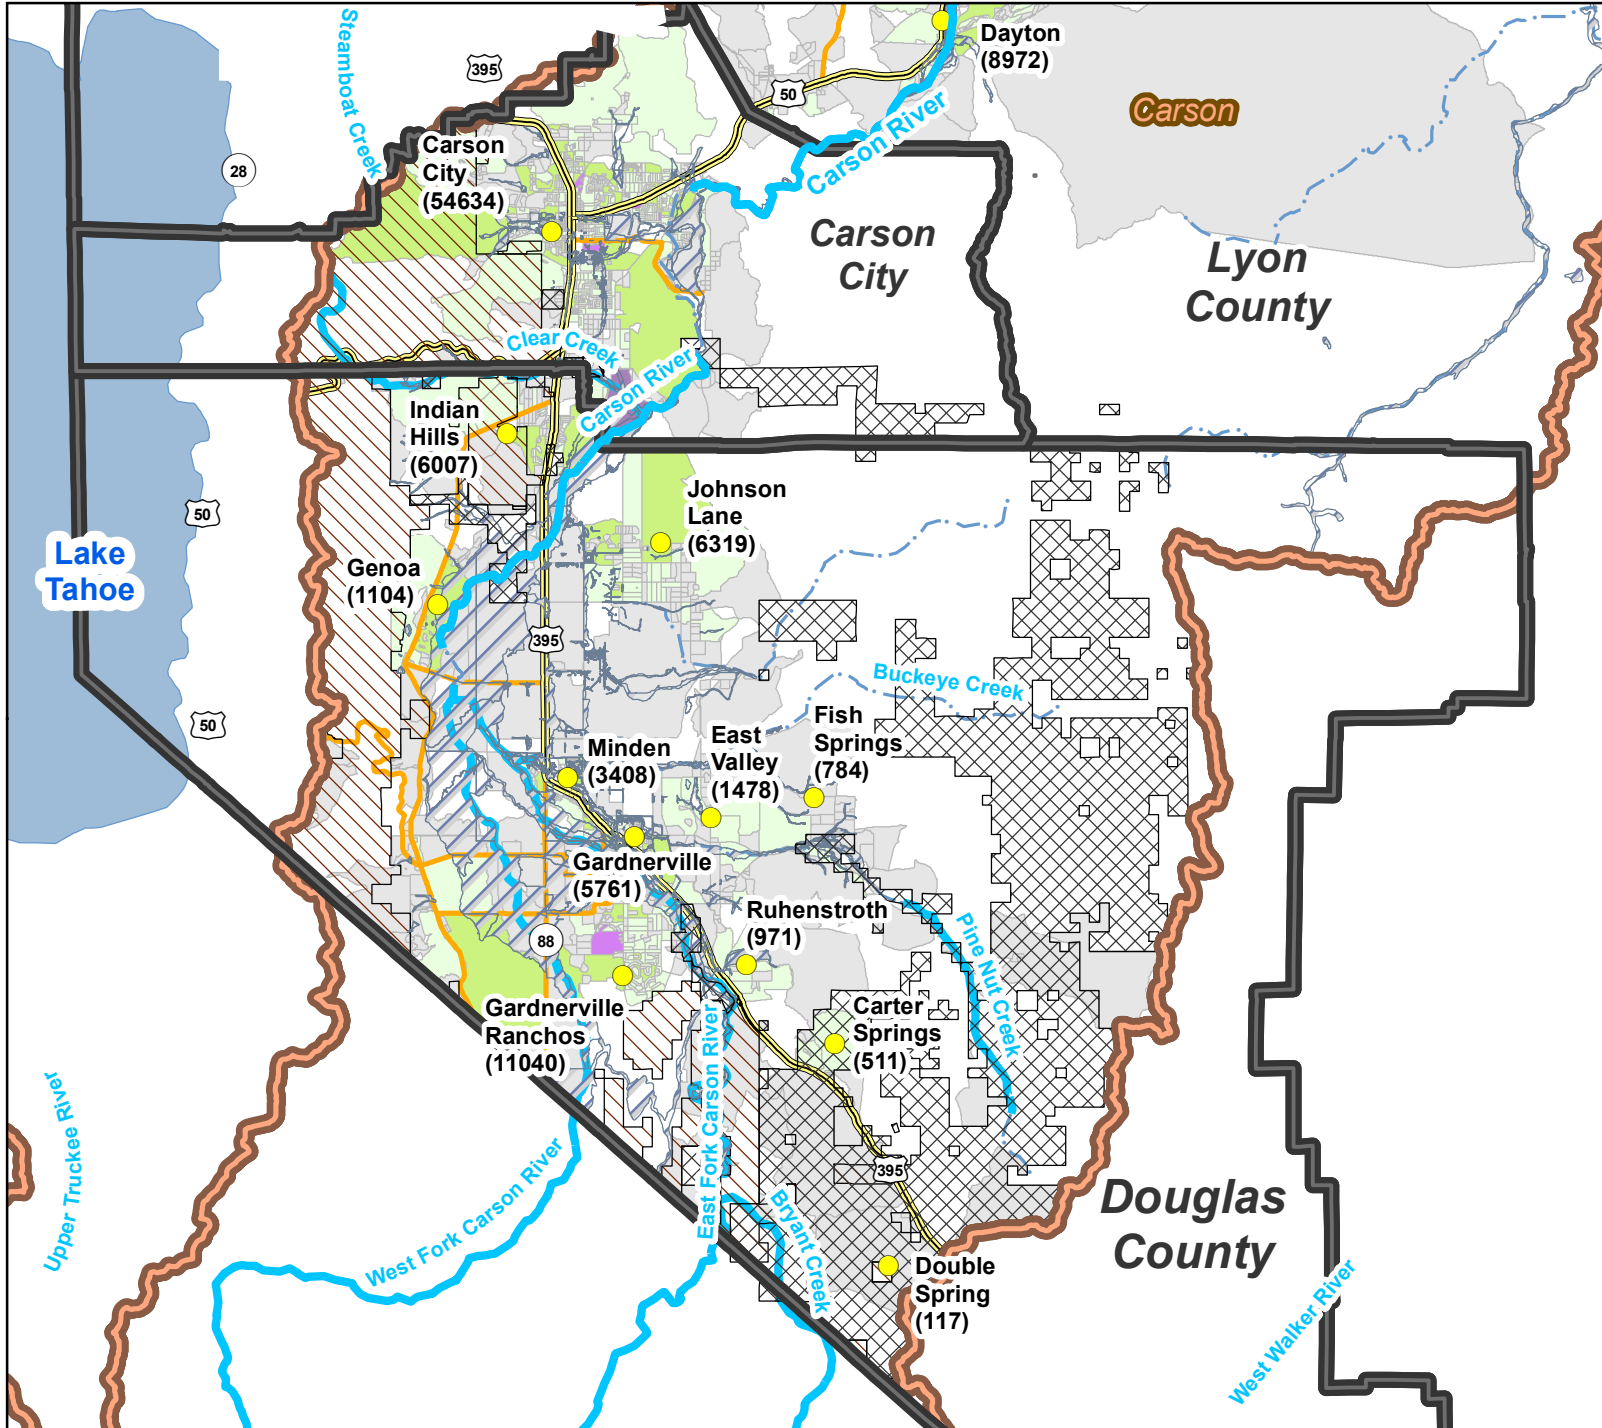 Steamboat Creek
395
Dayton
(8972)
50
Carson
Carson River
28
Carson
City
(54634)
Carson
City
Lyon
County
Clear Creek
Carson River
Indian
Hills
(6007)
Johnson
Lane
(6319)
50
Lake
Tahoe
Genoa
(1104)
395
Buckeye Creek
50
Minden
(3408)
East
Valley
(1478)
Fish
Springs
(784)
Gardnerville
(5761)
Ruhenstroth
(971)
88
Pine Nut Creek
Gardnerville
Ranchos
(11040)
Carter
Springs
(511)
East Fork Carson River
Upper Truckee River
West Fork Carson River
395
Bryant Creek
Douglas
County
Double
Spring
(117)
West Walker River